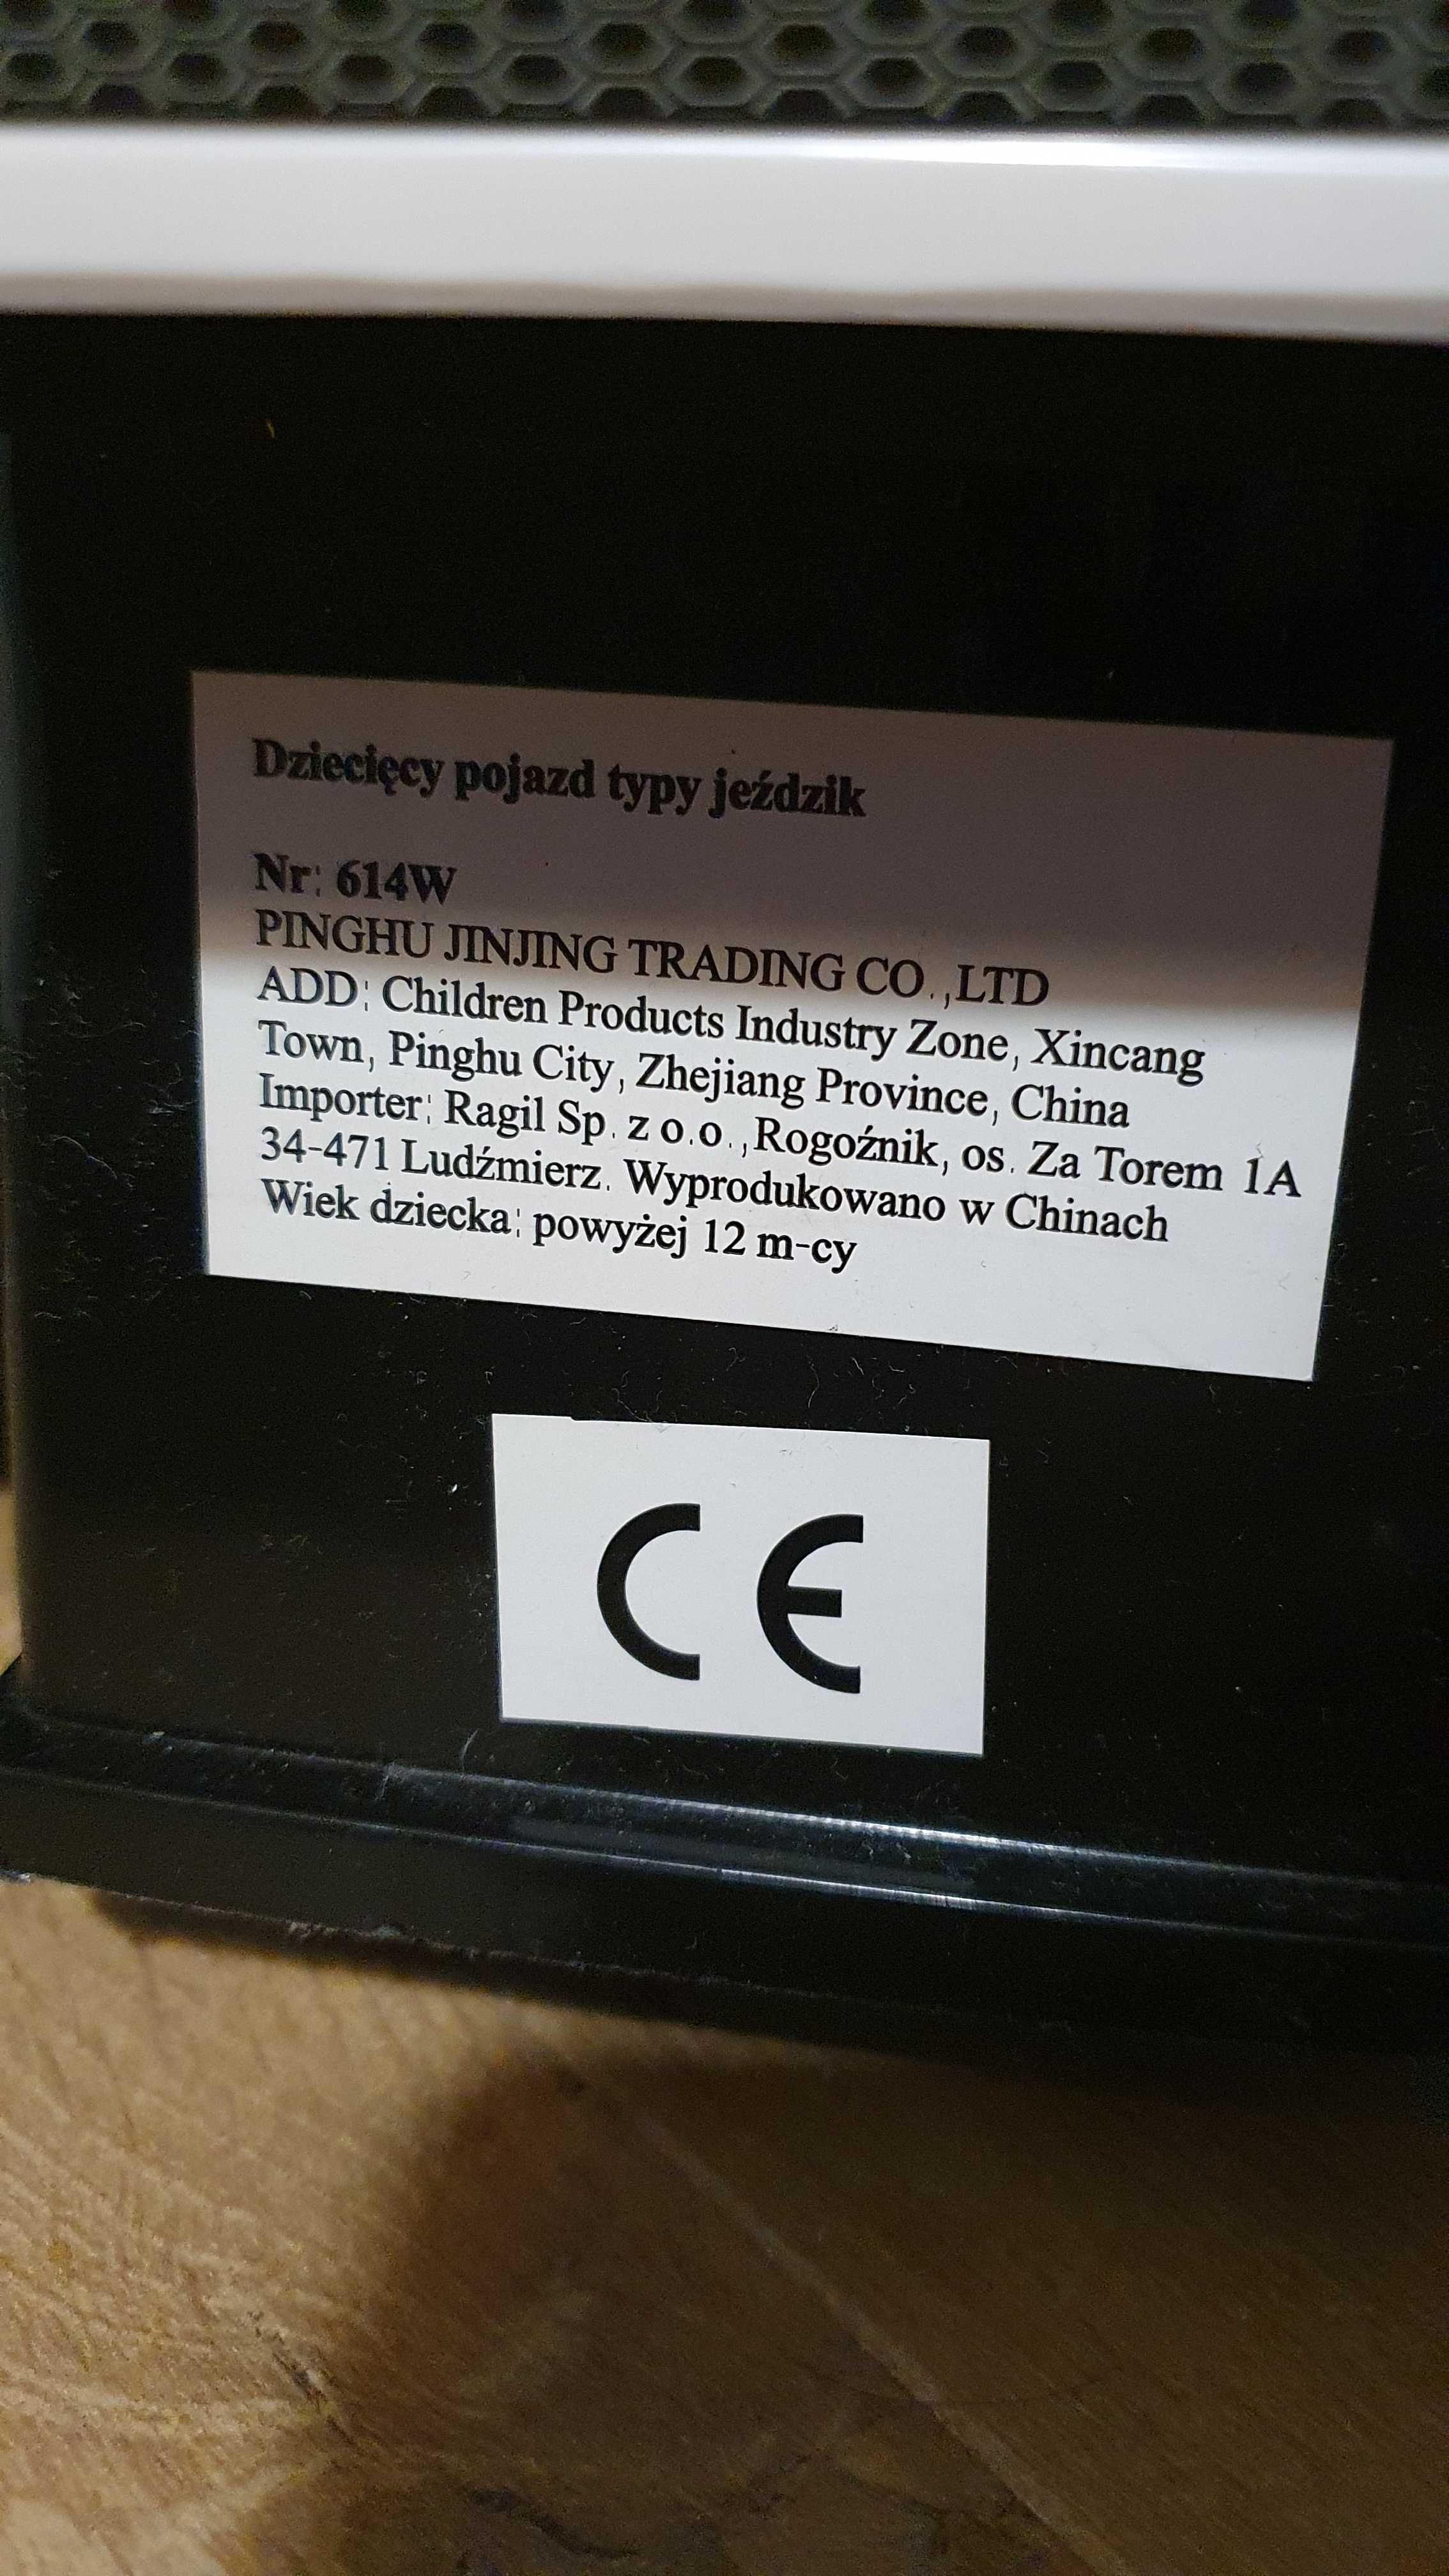 Dziecięcy pojazd typy jeździk
Nr: 614W
PINGHU JINJING TRADING CO.,LTD
ADD: Children Products Industry Zone, Xincang
Town, Pinghu City, Zhejiang Province, China
Importer: Ragil Sp. z o.o., Rogoźnik, os. Za Torem 1A
34-471 Ludźmierz. Wyprodukowano w Chinach
Wiek dziecka: powyżej 12 m-cy
CE